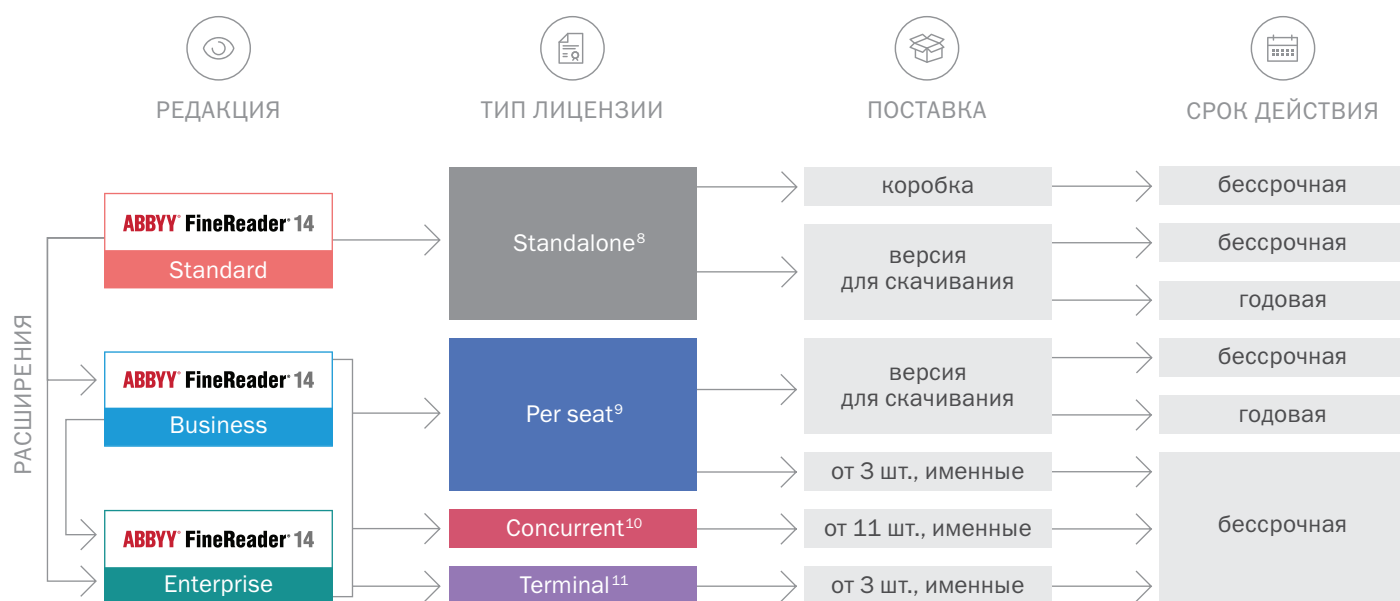 РЕДАКЦИЯ
ТИП ЛИЦЕНЗИИ
ПОСТАВКА
СРОК ДЕЙСТВИЯ
РАСШИРЕНИЯ
ABBYY® FineReader® 14
Standard
ABBYY® FineReader® 14
Business
ABBYY® FineReader® 14
Enterprise
Standalone⁸
Per seat⁹
Concurrent¹⁰
Terminal¹¹
коробка
версия
для скачивания
версия
для скачивания
от 3 шт., именные
от 11 шт., именные
от 3 шт., именные
бессрочная
бессрочная
годовая
бессрочная
годовая
бессрочная